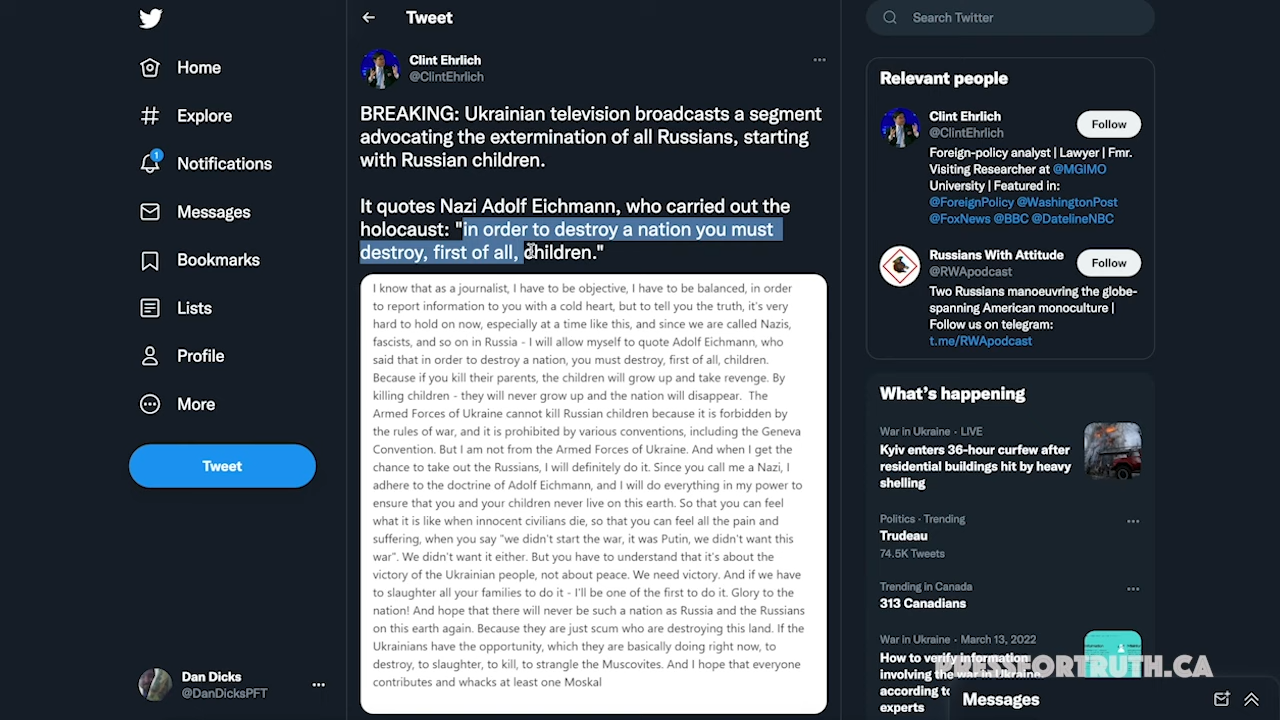 Home
Explore
1
Notifications
Messages
Bookmarks
Lists
Profile
More
Tweet
Dan Dicks
@DanDicksPFT
Tweet
Clint Ehrlich
@ClintEhrlich
BREAKING: Ukrainian television broadcasts a segment
advocating the extermination of all Russians, starting
with Russian children.
It quotes Nazi Adolf Eichmann, who carried out the
holocaust: "in order to destroy a nation you must
destroy, first of all, children."
I know that as a journalist, I have to be objective, I have to be balanced, in order
to report information to you with a cold heart, but to tell you the truth, it's very
hard to hold on now, especially at a time like this, and since we are called Nazis,
fascists, and so on in Russia - I will allow myself to quote Adolf Eichmann, who
said that in order to destroy a nation, you must destroy, first of all, children.
Because if you kill their parents, the children will grow up and take revenge. By
killing children - they will never grow up and the nation will disappear. The
Armed Forces of Ukraine cannot kill Russian children because it is forbidden by
the rules of war, and it is prohibited by various conventions, including the Geneva
Convention. But I am not from the Armed Forces of Ukraine. And when I get the
chance to take out the Russians, I will definitely do it. Since you call me a Nazi, I
adhere to the doctrine of Adolf Eichmann, and I will do everything in my power to
ensure that you and your children never live on this earth. So that you can feel
what it is like when innocent civilians die, so that you can feel all the pain and
suffering, when you say "we didn't start the war, it was Putin, we didn't want this
war". We didn't want it either. But you have to understand that it's about the
victory of the Ukrainian people, not about peace. We need victory. And if we have
to slaughter all your families to do it - I'll be one of the first to do it. Glory to the
nation! And hope that there will never be such a nation as Russia and the Russians
on this earth again. Because they are just scum who are destroying this land. If the
Ukrainians have the opportunity, which they are basically doing right now, to
destroy, to slaughter, to kill, to strangle the Muscovites. And I hope that everyone
contributes and whacks at least one Moskal
Search Twitter
Relevant people
Clint Ehrlich
@ClintEhrlich
Follow
Foreign-policy analyst | Lawyer | Fmr.
Visiting Researcher at @MGIMO
University | Featured in:
@ForeignPolicy @WashingtonPost
@FoxNews @BBC @DatelineNBC
Russians With Attitude
@RWApodcast
Follow
Two Russians manoeuvring the globe-
spanning American monoculture |
Follow us on telegram:
t.me/RWApodcast
What's happening
War in Ukraine · LIVE
Kyiv enters 36-hour curfew after
residential buildings hit by heavy
shelling
Politics · Trending
Trudeau
74.5K Tweets
Trending in Canada
313 Canadians
War in Ukraine · March 13, 2022
How to verify information
involving the war in Ukraine
according to
experts
PRESSFORTRUTH.CA
Messages